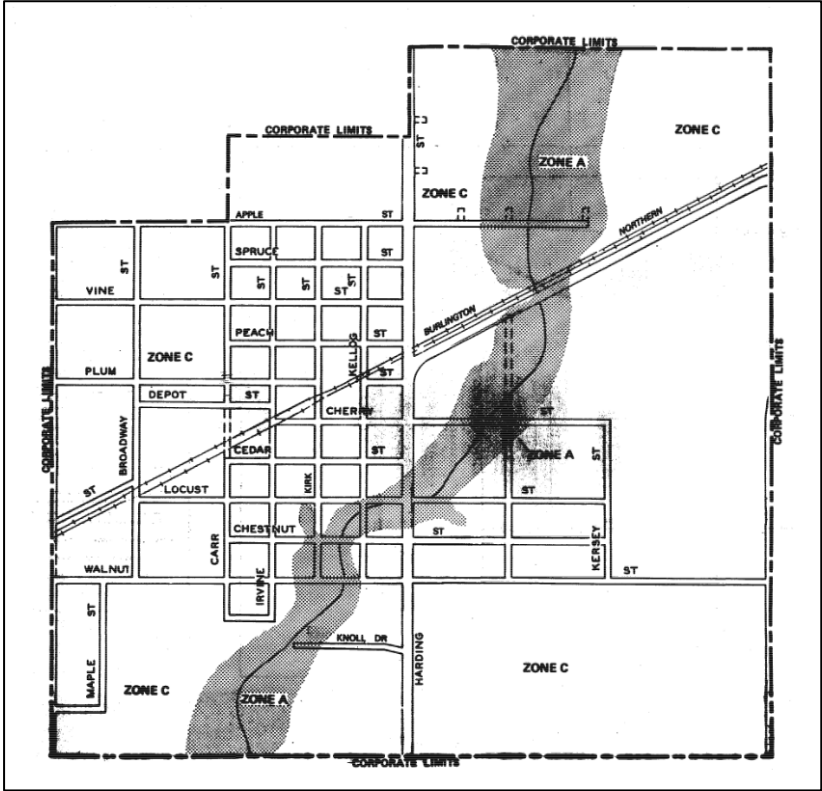 CORPORATE LIMITS
ZONE C
CORPORATE LIMITS
ST
ZONE A
ZONE C
APPLE ST
NORTHERN
SPRUCE ST
ST
ST
ST
ST
ST
VINE ST
BURLINGTON
PEACH ST
KELLOG
ZONE C
PLUM ST
CORPORATE LIMITS
CORPORATE LIMITS
DEPOT ST
CHERRY ST
BROADWAY
CEDAR ST
ZONE A
ST
KIRK
ST LOCUST ST
CHESTNUT ST
CARR
KERSEY
WALNUT ST
IRVINE
ST
KNOLL DR
HARDING
MAPLE
ZONE C
ZONE C
ZONE A
CORPORATE LIMITS